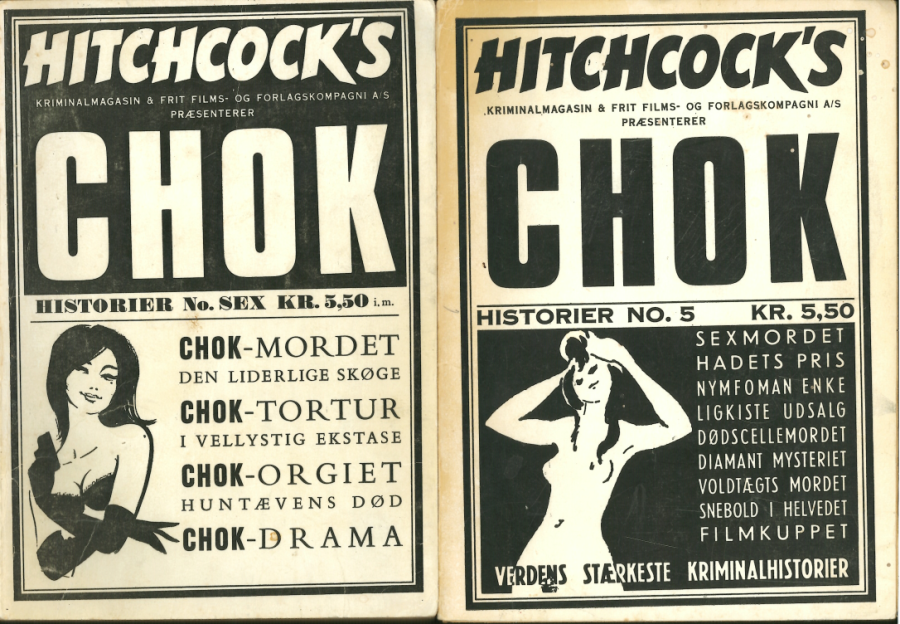 HITCHCOCK'S
KRIMINALMAGASIN & FRIT FILMS- OG FORLAGSKOMPAGNI A/S
PRÆSENTERER
CHOK
HISTORIER No. SEX KR. 5,50 i.m.
CHOK-MORDET
DEN LIDERLIGE SKØGE
CHOK-TORTUR
I VELLYSTIG EKSTASE
CHOK-ORGIET
HUNTÆVENS DØD
CHOK-DRAMA
HITCHCOCK'S
KRIMINALMAGASIN & FRIT FILMS- OG FORLAGSKOMPAGNI A/S
PRÆSENTERER
CHOK
HISTORIER NO. 5 KR. 5,50
SEXMORDET
HADETS PRIS
NYMFOMAN ENKE
LIGKISTE UDSALG
DØDSCELLEMORDET
DIAMANT MYSTERIET
VOLDTÆGTS MORDET
SNEBOLD I HELVEDET
FILMKUPPET
VERDENS STÆRKESTE KRIMINALHISTORIER